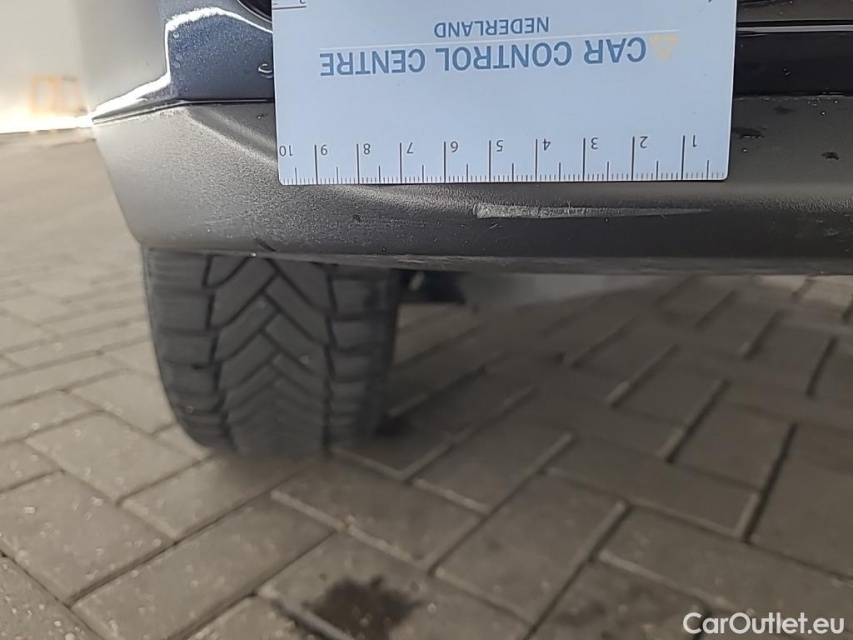 CAR CONTROL CENTRE
NEDERLAND
1 2 3 4 5 6 7 8 9 10
CarOutlet.eu